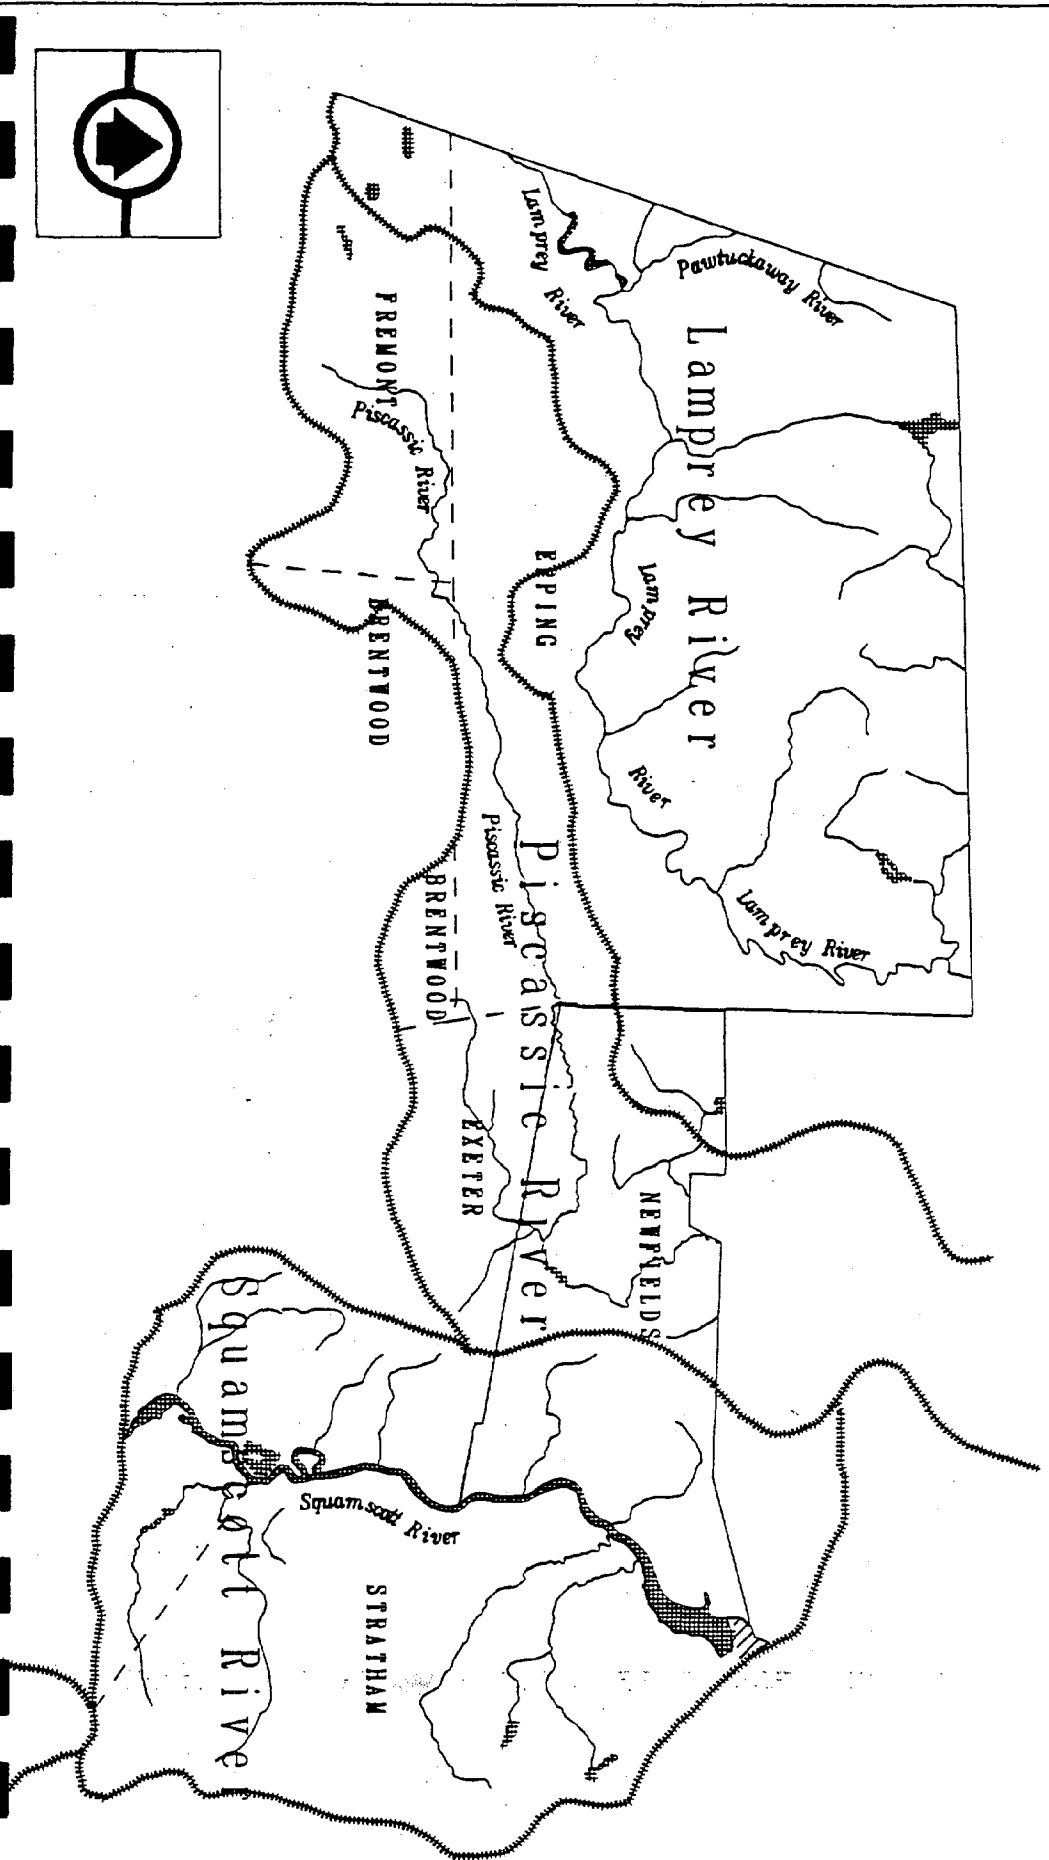 Lamprey River
Pawtuckaway River
Lamprey River
FREMONT
Piscassic River
EPPING
Lamprey River
BRENTWOOD
Piscassic River
Piscassic River
BRENTWOOD
Lamprey River
EXETER
NEWFIELDS
Squamscott River
Squamscott River
STRATHAM